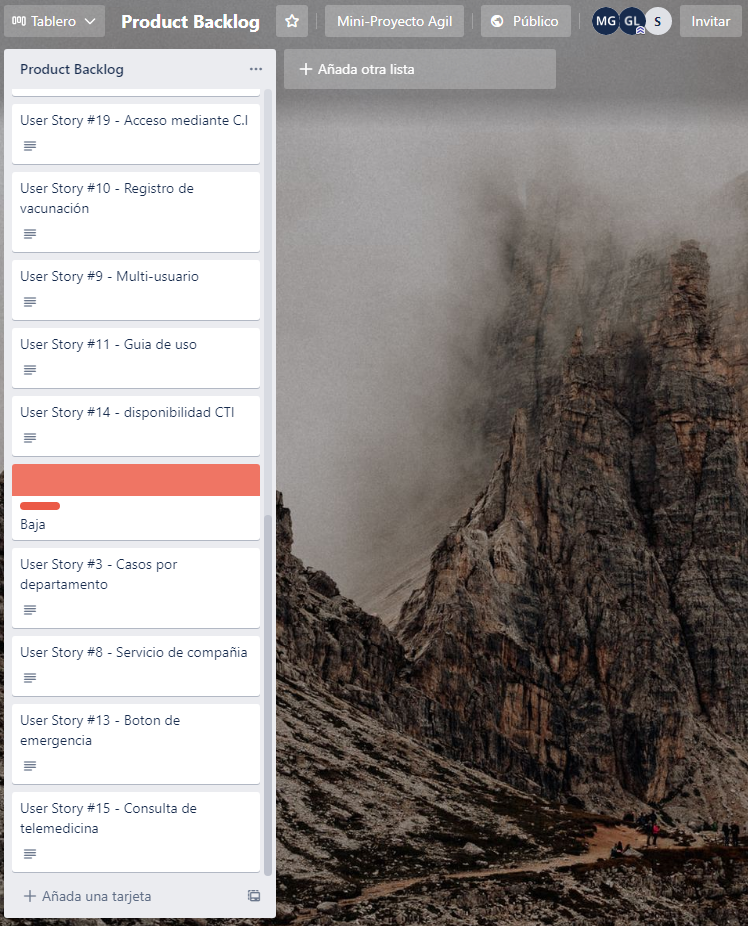 Tablero
Product Backlog
Mini-Proyecto Agil
Público
MG
GL
S
Invitar
Product Backlog
Añada otra lista
User Story #19 - Acceso mediante C.I
User Story #10 - Registro de
vacunación
User Story #9 - Multi-usuario
User Story #11 - Guia de uso
User Story #14 - disponibilidad CTI
Baja
User Story #3 - Casos por
departamento
User Story #8 - Servicio de compañia
User Story #13 - Boton de
emergencia
User Story #15 - Consulta de
telemedicina
Añada una tarjeta